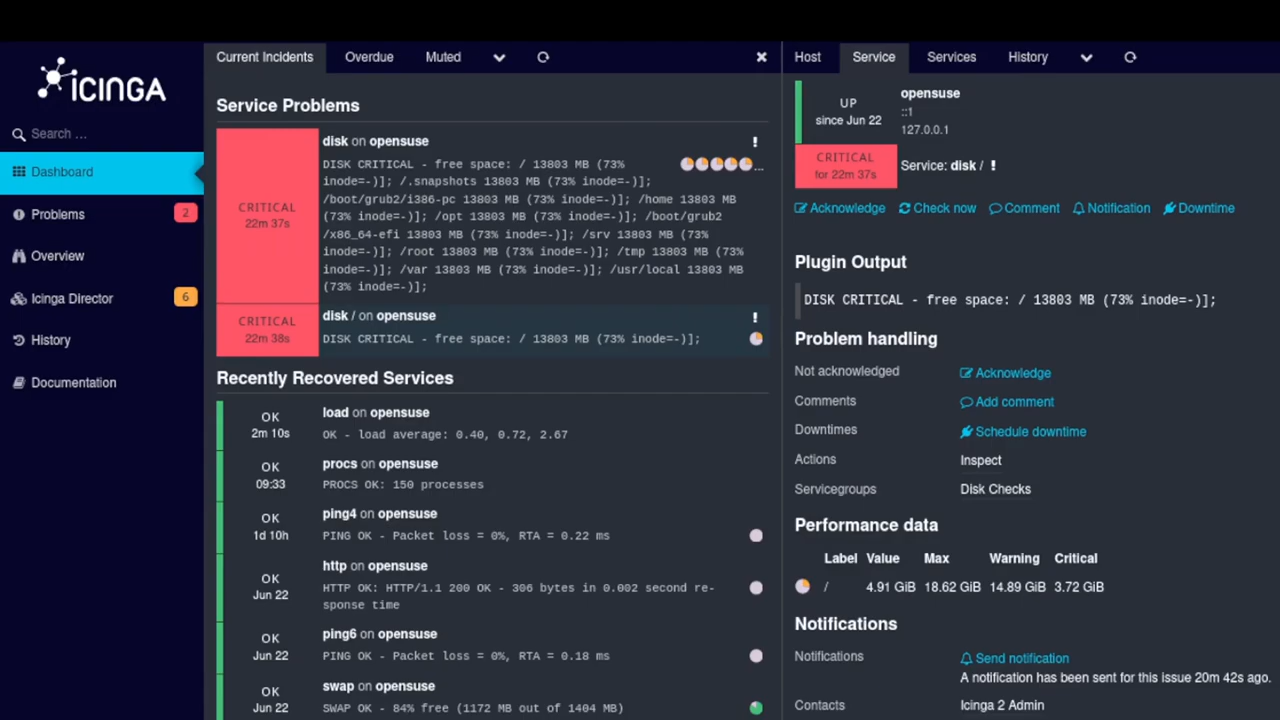 ICINGA
Search ...
Dashboard
Problems 2
Overview
Icinga Director 6
History
Documentation
Current Incidents Overdue Muted
Service Problems
CRITICAL
22m 37s
disk on opensuse !
DISK CRITICAL - free space: / 13803 MB (73%
inode=-)]; /.snapshots 13803 MB (73% inode=-)];
/boot/grub2/i386-pc 13803 MB (73% inode=-)]; /home 13803 MB
(73% inode=-)]; /opt 13803 MB (73% inode=-)]; /boot/grub2
/x86_64-efi 13803 MB (73% inode=-)]; /srv 13803 MB (73%
inode=-)]; /root 13803 MB (73% inode=-)]; /tmp 13803 MB (73%
inode=-)]; /var 13803 MB (73% inode=-)]; /usr/local 13803 MB
(73% inode=-)];
...
CRITICAL
22m 38s
disk / on opensuse !
DISK CRITICAL - free space: / 13803 MB (73% inode=-)];
Recently Recovered Services
OK
2m 10s
load on opensuse
OK - load average: 0.40, 0.72, 2.67
OK
09:33
procs on opensuse
PROCS OK: 150 processes
OK
1d 10h
ping4 on opensuse
PING OK - Packet loss = 0%, RTA = 0.22 ms
OK
Jun 22
http on opensuse
HTTP OK: HTTP/1.1 200 OK - 306 bytes in 0.002 second re-
sponse time
OK
Jun 22
ping6 on opensuse
PING OK - Packet loss = 0%, RTA = 0.18 ms
OK
Jun 22
swap on opensuse
SWAP OK - 84% free (1172 MB out of 1404 MB)
Host Service Services History
UP
since Jun 22
opensuse
::1
127.0.0.1
CRITICAL
for 22m 37s
Service: disk / !
Acknowledge Check now Comment Notification Downtime
Plugin Output
DISK CRITICAL - free space: / 13803 MB (73% inode=-)];
Problem handling
Not acknowledged Acknowledge
Comments Add comment
Downtimes Schedule downtime
Actions Inspect
Servicegroups Disk Checks
Performance data
Label Value Max Warning Critical
/ 4.91 GiB 18.62 GiB 14.89 GiB 3.72 GiB
Notifications
Notifications Send notification
A notification has been sent for this issue 20m 42s ago.
Contacts Icinga 2 Admin